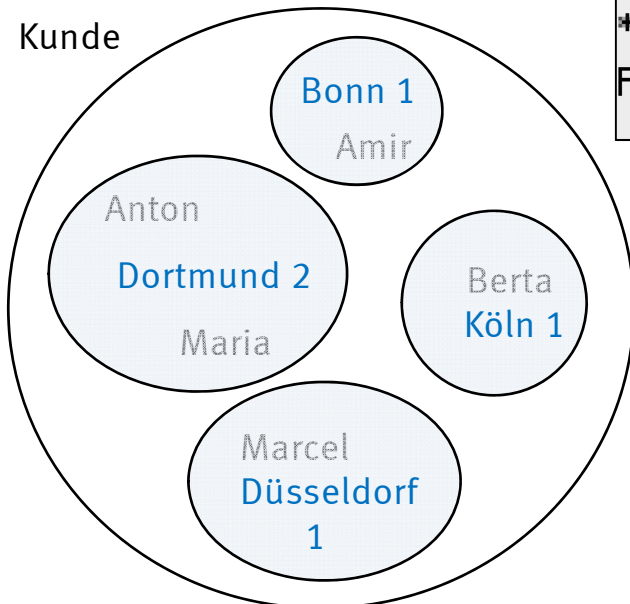 Kunde
Bonn 1
Amir
Anton
Dortmund 2
Maria
Berta
Köln 1
Marcel
Düsseldorf
1